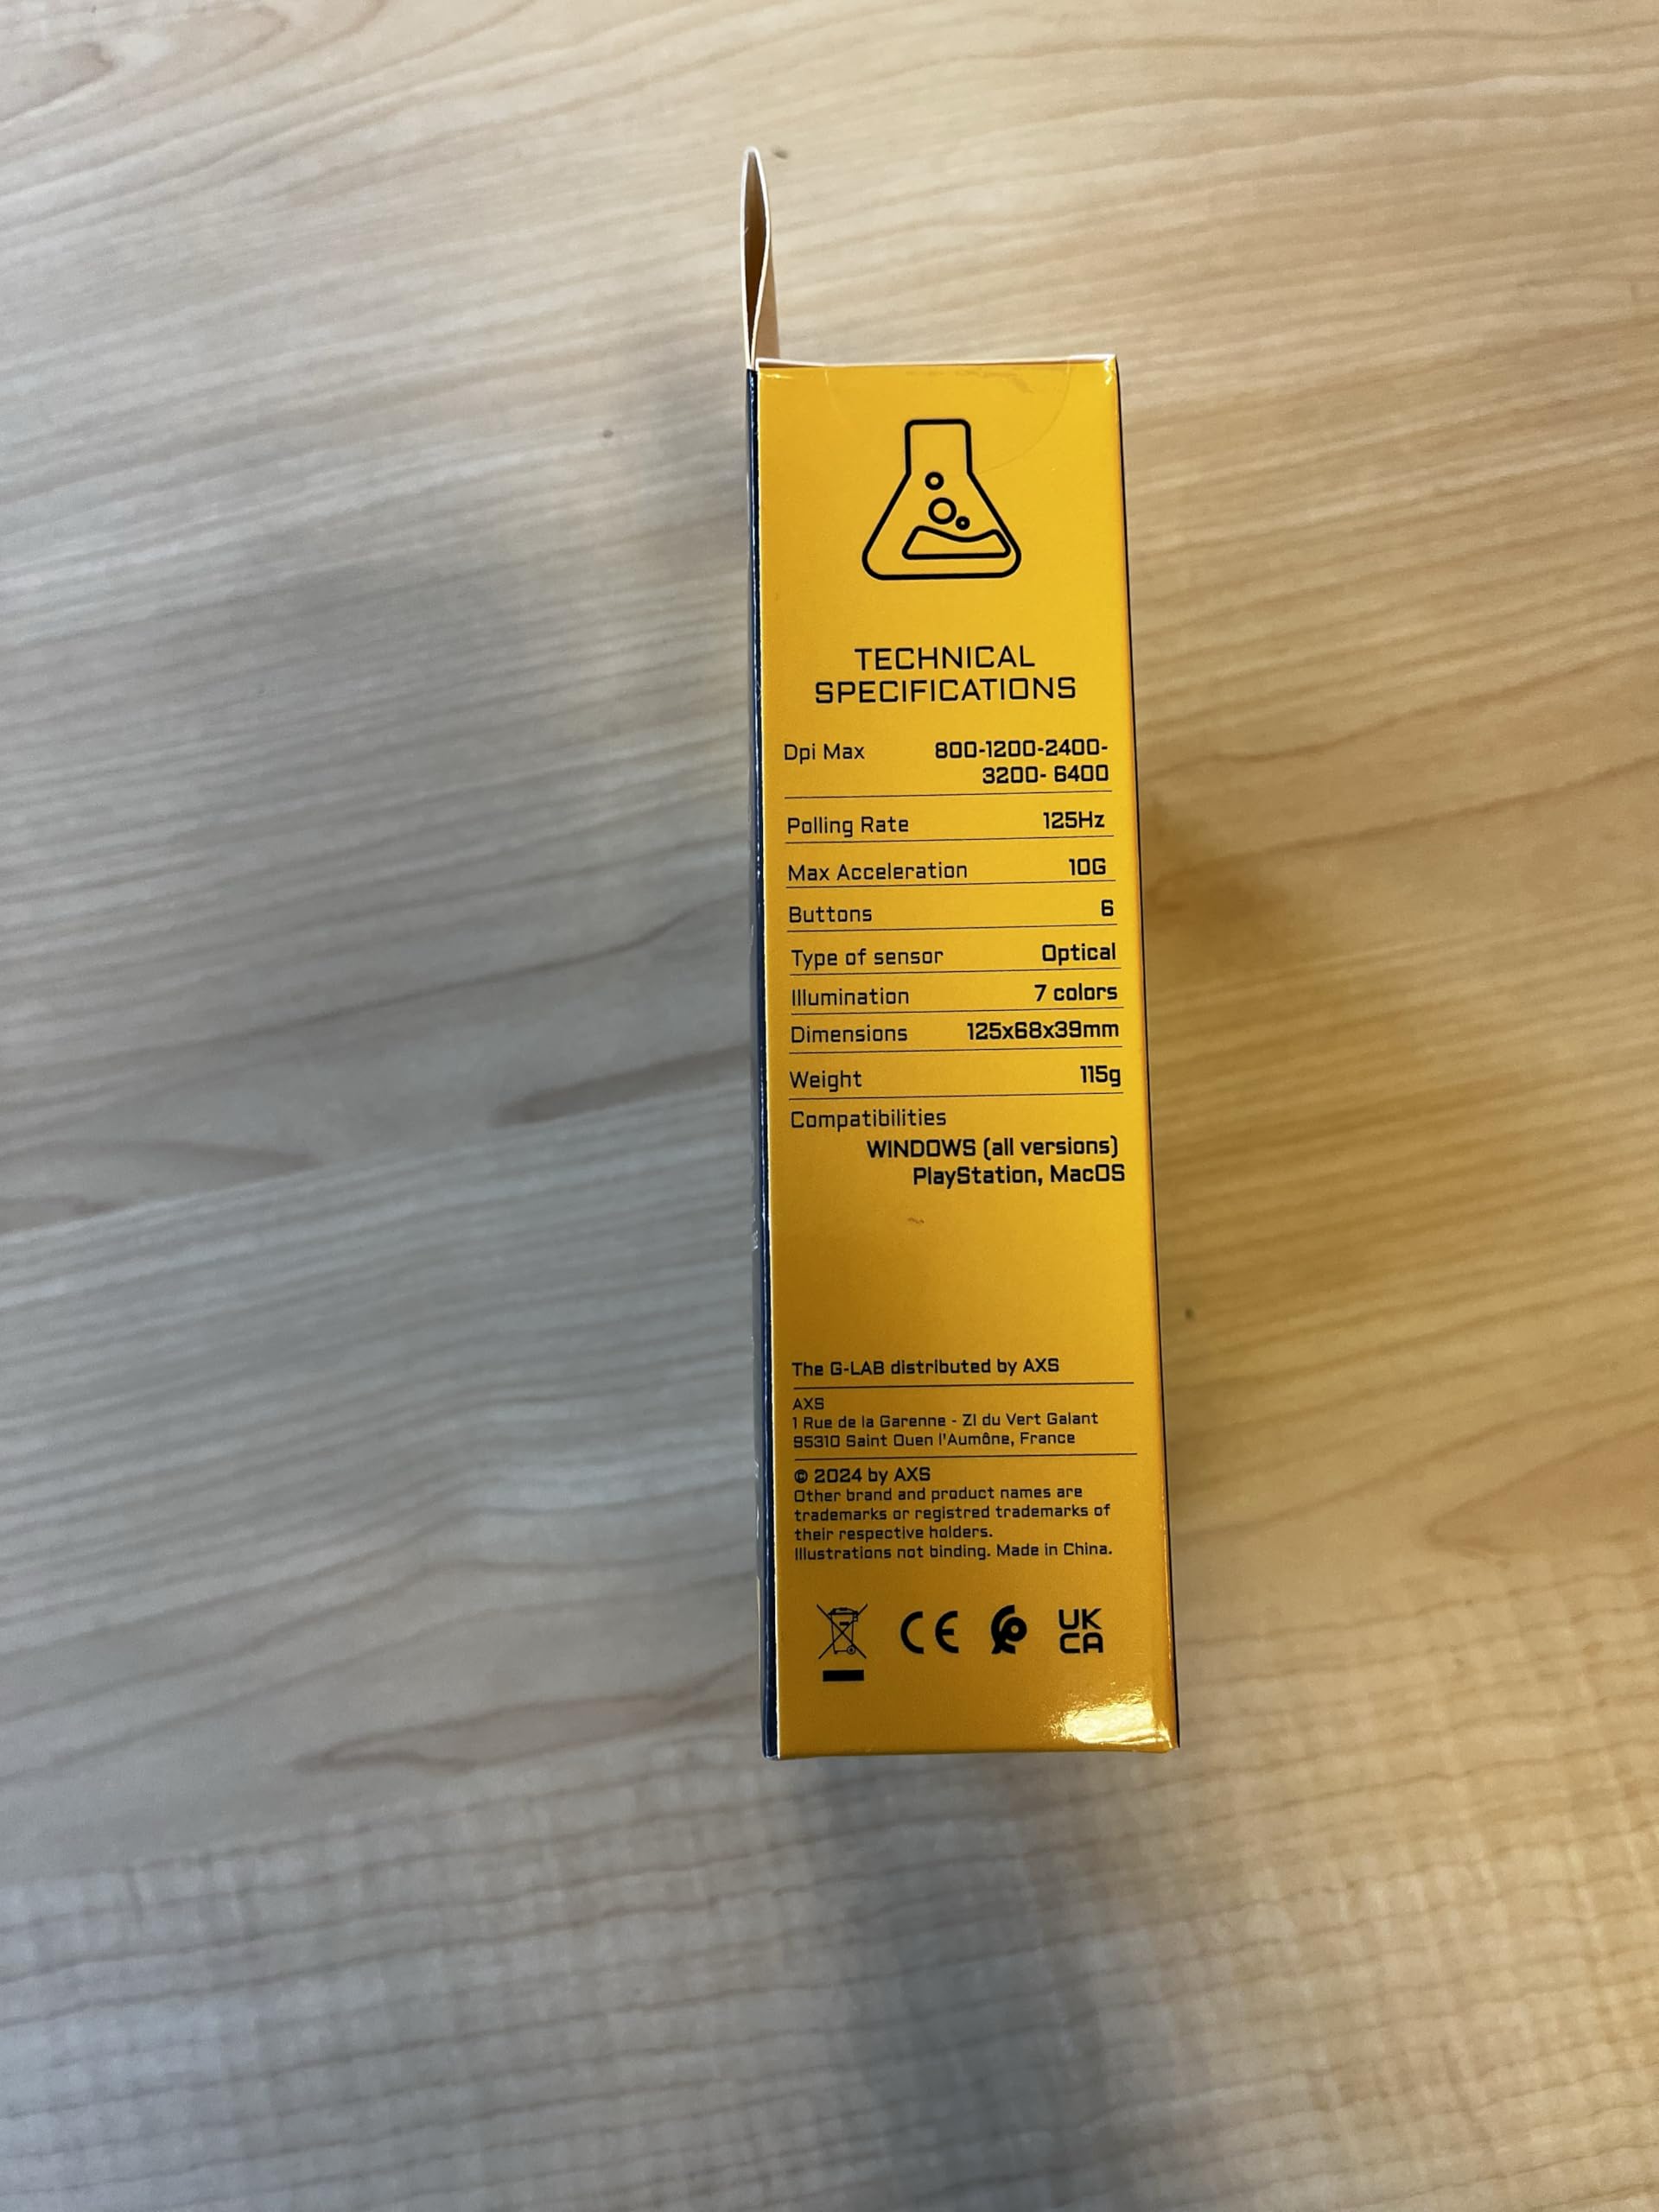 TECHNICAL
SPECIFICATIONS
Dpi Max 800-1200-2400-
3200- 6400
Polling Rate 125Hz
Max Acceleration 10G
Buttons 6
Type of sensor Optical
Illumination 7 colors
Dimensions 125x68x39mm
Weight 115g
Compatibilities
WINDOWS (all versions)
PlayStation, MacOS
The G-LAB distributed by AXS
AXS
1 Rue de la Garenne - ZI du Vert Galant
95310 Saint Ouen l'Aumône, France
© 2024 by AXS
Other brand and product names are
trademarks or registred trademarks of
their respective holders.
Illustrations not binding. Made in China.
CE UK
CA